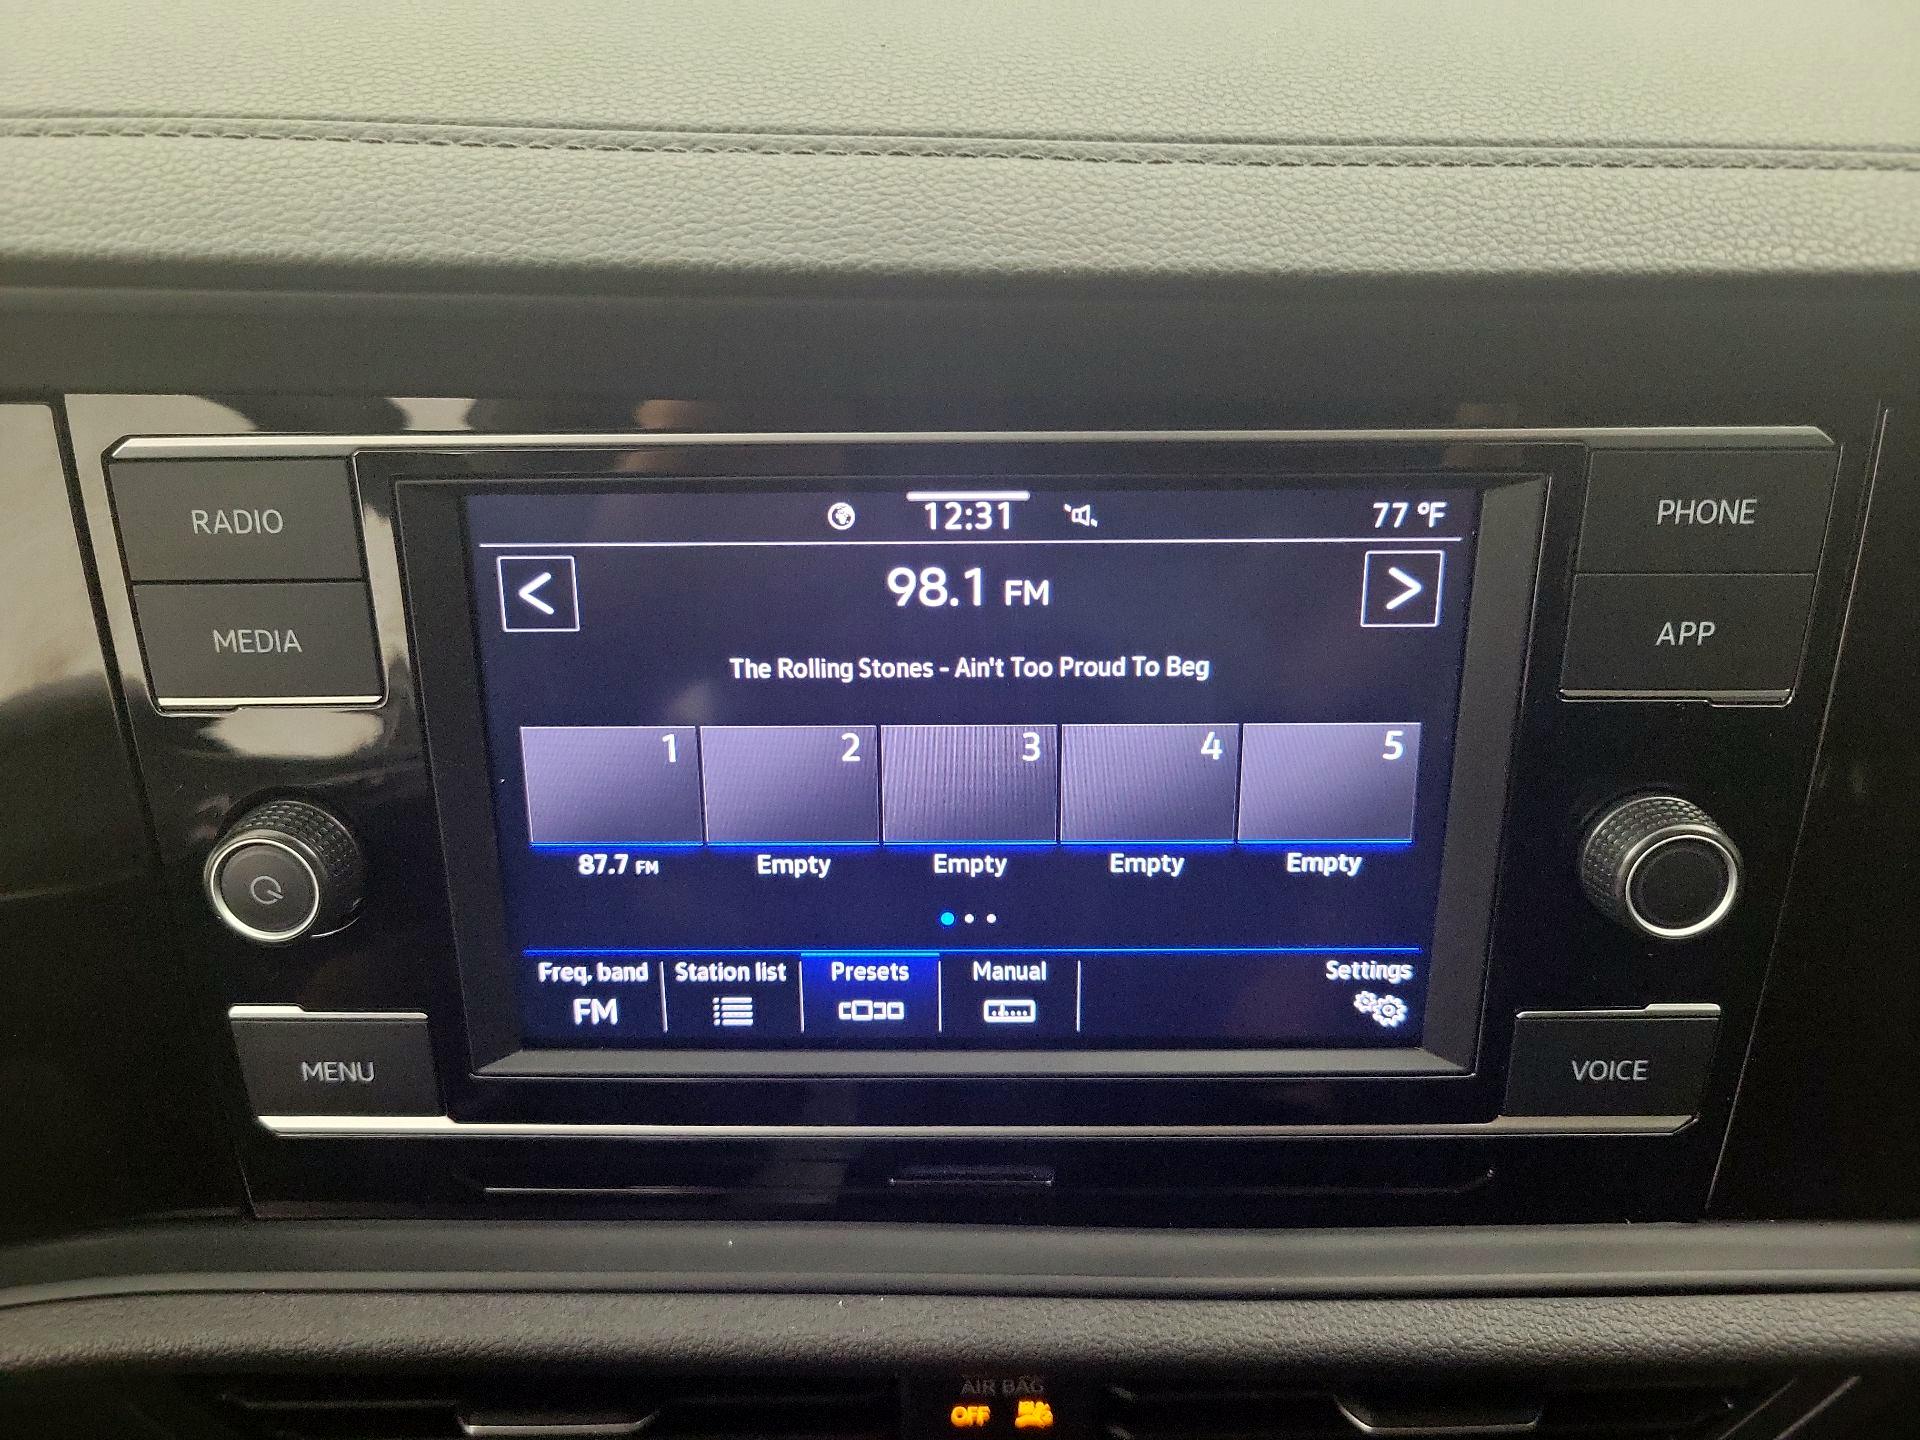 RADIO
MEDIA
MENU
12:31
77 °F
<
98.1 FM
>
The Rolling Stones - Ain't Too Proud To Beg
1
2
3
4
5
87.7 FM
Empty
Empty
Empty
Empty
Freq. band
FM
Station list
Presets
Manual
Settings
PHONE
APP
VOICE
AIR BAG
OFF